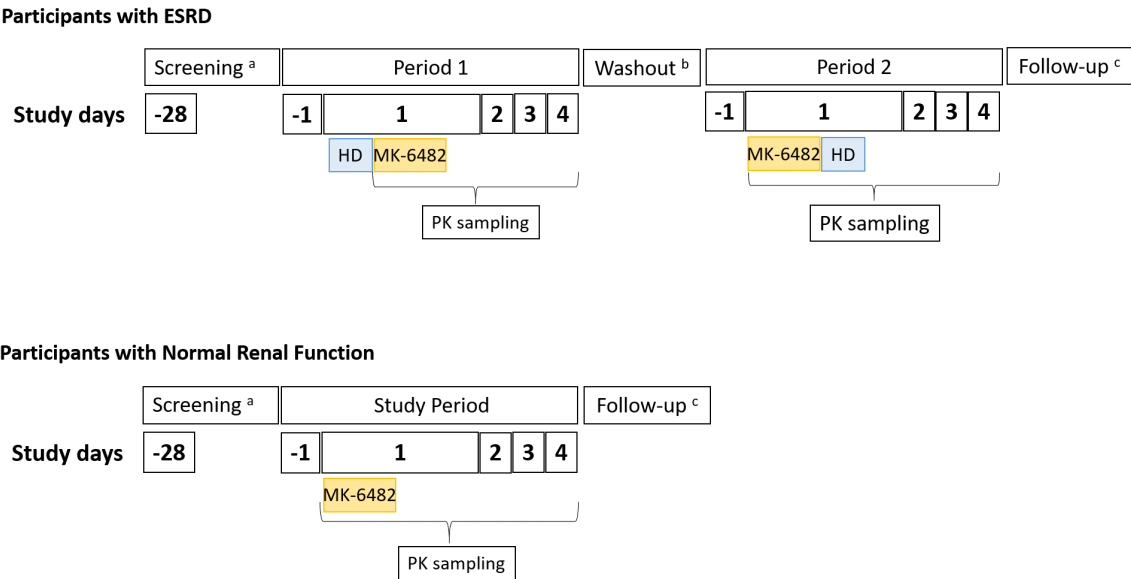 Participants with ESRD
Screening a Period 1 Washout b Period 2 Follow-up c
Study days -28 -1 1 2 3 4 -1 1 2 3 4
HD MK-6482 MK-6482 HD
PK sampling PK sampling
Participants with Normal Renal Function
Screening a Study Period Follow-up c
Study days -28 -1 1 2 3 4
MK-6482
PK sampling